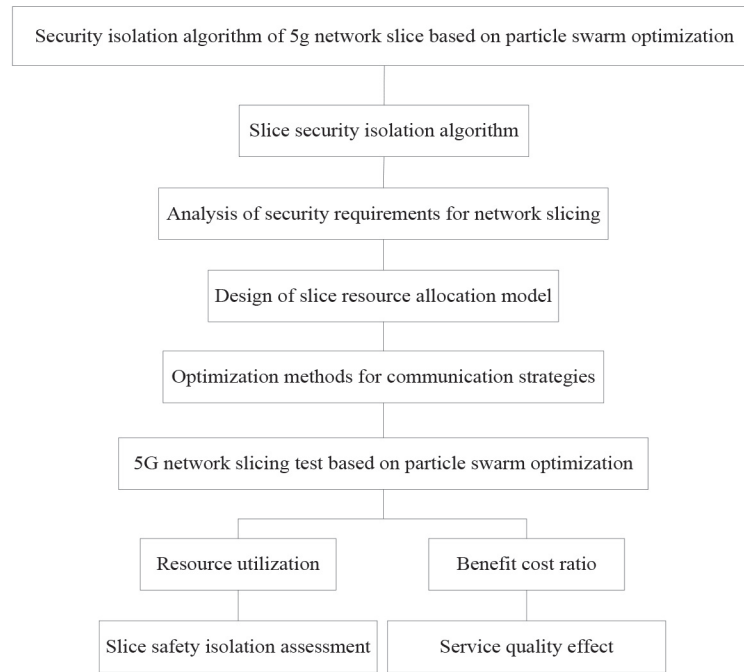 Security isolation algorithm of 5g network slice based on particle swarm optimization
Slice security isolation algorithm
Analysis of security requirements for network slicing
Design of slice resource allocation model
Optimization methods for communication strategies
5G network slicing test based on particle swarm optimization
Resource utilization
Benefit cost ratio
Slice safety isolation assessment
Service quality effect